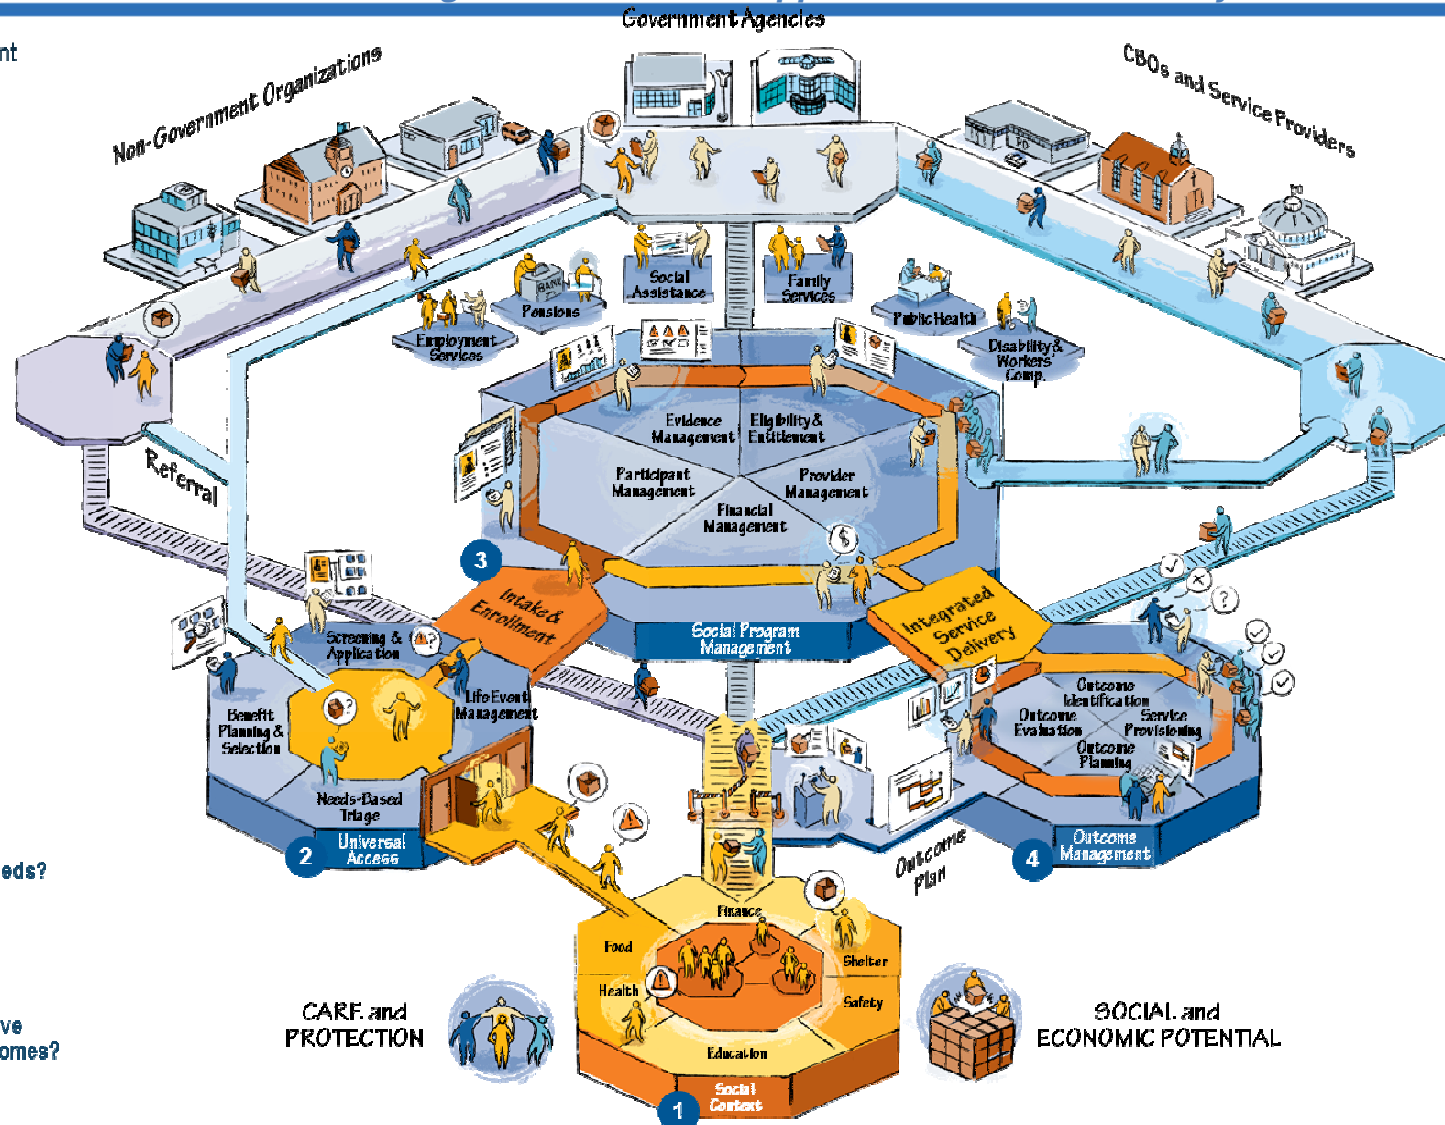 Government Agencies
nt
Non-Government Organizations
CBOs and Service Providers
PD
Social
Assistance
Family
Services
BANK
Pensions
Public Health
Employment
Services
Disability &
Workers'
Comp.
Evidence
Management
Eligibility &
Entitlement
Participant
Management
Provider
Management
Financial
Management
Referral
$
3
Intake &
Enrollment
Integrated
Service
Delivery
Social Program
Management
?
Screening &
Application
?
Life Event
Management
Benefit
Planning &
Selection
?
Needs-Based
Triage
2
Universal
Access
Outcome
Identification
Outcome
Evaluation
Service
Provisioning
Outcome
Planning
Outcome
Plan
4
Outcome
Management
eds?
Finance
Food
Shelter
Health
Safety
Education
1
Social
Context
CARE and
PROTECTION
SOCIAL and
ECONOMIC POTENTIAL
ve
omes?